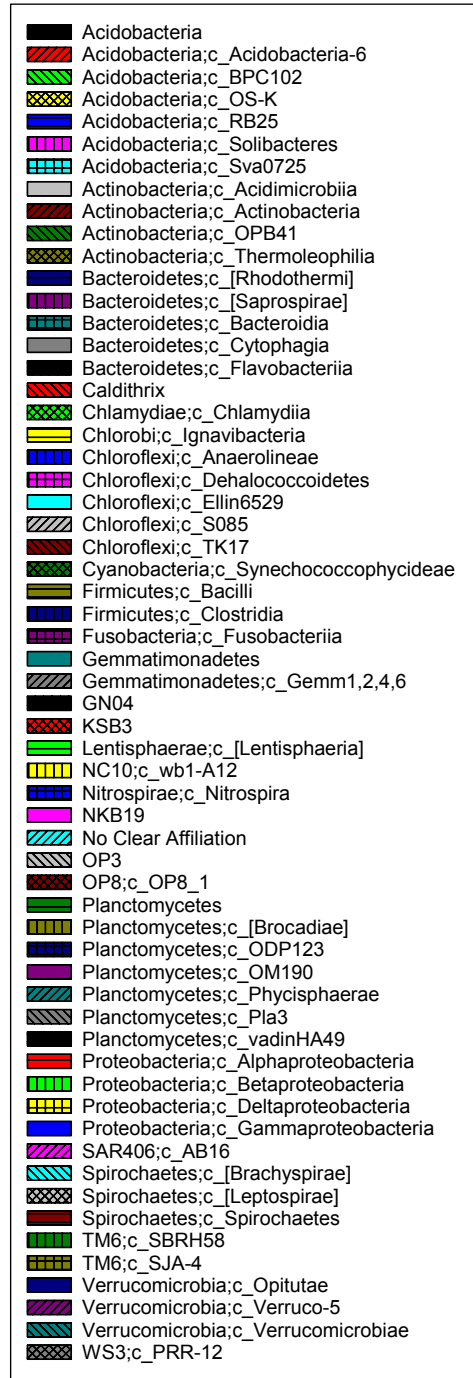 Acidobacteria
Acidobacteria;c_Acidobacteria-6
Acidobacteria;c_BPC102
Acidobacteria;c_OS-K
Acidobacteria;c_RB25
Acidobacteria;c_Solibacteres
Acidobacteria;c_Sva0725
Actinobacteria;c_Acidimicrobiia
Actinobacteria;c_Actinobacteria
Actinobacteria;c_OPB41
Actinobacteria;c_Thermoleophilia
Bacteroidetes;c_[Rhodothermi]
Bacteroidetes;c_[Saprospirae]
Bacteroidetes;c_Bacteroidia
Bacteroidetes;c_Cytophagia
Bacteroidetes;c_Flavobacteriia
Caldithrix
Chlamydiae;c_Chlamydiia
Chlorobi;c_Ignavibacteria
Chloroflexi;c_Anaerolineae
Chloroflexi;c_Dehalococcoidetes
Chloroflexi;c_Ellin6529
Chloroflexi;c_S085
Chloroflexi;c_TK17
Cyanobacteria;c_Synechococcophycideae
Firmicutes;c_Bacilli
Firmicutes;c_Clostridia
Fusobacteria;c_Fusobacteriia
Gemmatimonadetes
Gemmatimonadetes;c_Gemm1,2,4,6
GN04
KSB3
Lentisphaerae;c_[Lentisphaeria]
NC10;c_wb1-A12
Nitrospirae;c_Nitrospira
NKB19
No Clear Affiliation
OP3
OP8;c_OP8_1
Planctomycetes
Planctomycetes;c_[Brocadiae]
Planctomycetes;c_ODP123
Planctomycetes;c_OM190
Planctomycetes;c_Phycisphaerae
Planctomycetes;c_Pla3
Planctomycetes;c_vadinHA49
Proteobacteria;c_Alphaproteobacteria
Proteobacteria;c_Betaproteobacteria
Proteobacteria;c_Deltaproteobacteria
Proteobacteria;c_Gammaproteobacteria
SAR406;c_AB16
Spirochaetes;c_[Brachyspirae]
Spirochaetes;c_[Leptospirae]
Spirochaetes;c_Spirochaetes
TM6;c_SBRH58
TM6;c_SJA-4
Verrucomicrobia;c_Opitutae
Verrucomicrobia;c_Verruco-5
Verrucomicrobia;c_Verrucomicrobiae
WS3;c_PRR-12